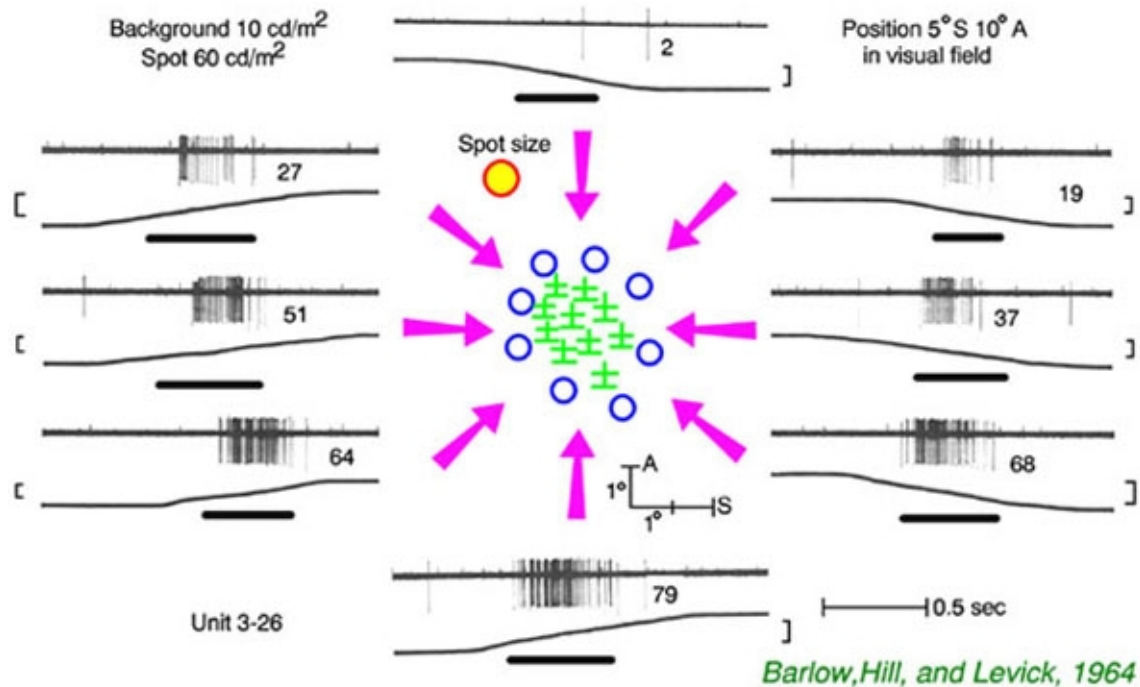 Background 10 cd/m²
Spot 60 cd/m²
2
Position 5°S 10°A
in visual field
Spot size
27
19
51
37
64
68
A
1°
1°
S
79
Unit 3-26
0.5 sec
Barlow,Hill, and Levick, 1964